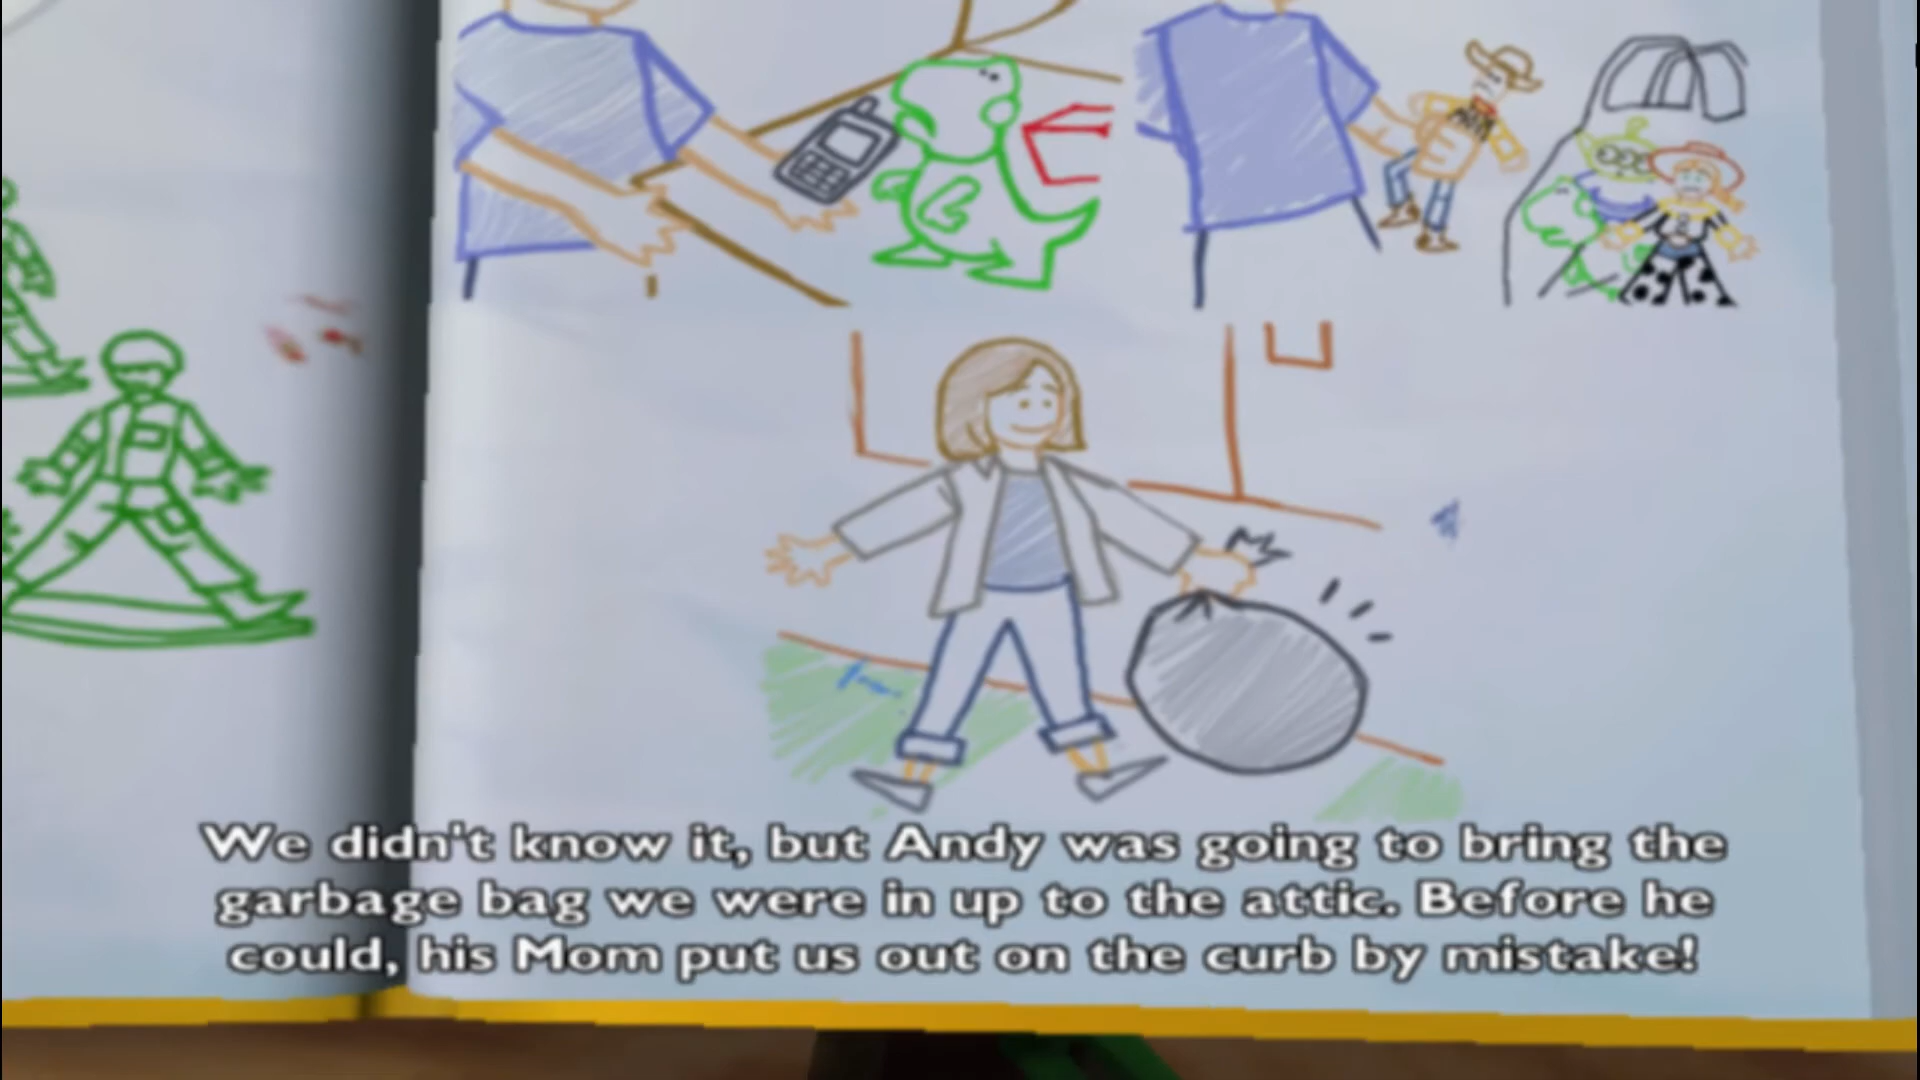 We didn't know it, but Andy was going to bring the
garbage bag we were in up to the attic. Before he
could, his Mom put us out on the curb by mistake!